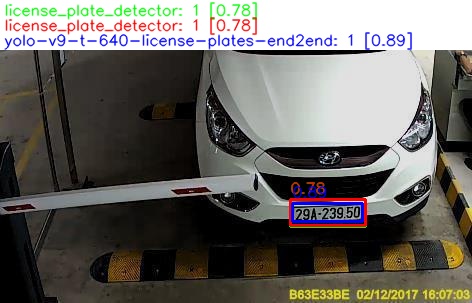 license_plate_detector: 1 [0.78]
license_plate_detector: 1 [0.78]
yolo-v9-t-640-license-plates-end2end: 1 [0.89]
0.78
29A-239.50
B63E33BE 02/12/2017 16:07:03